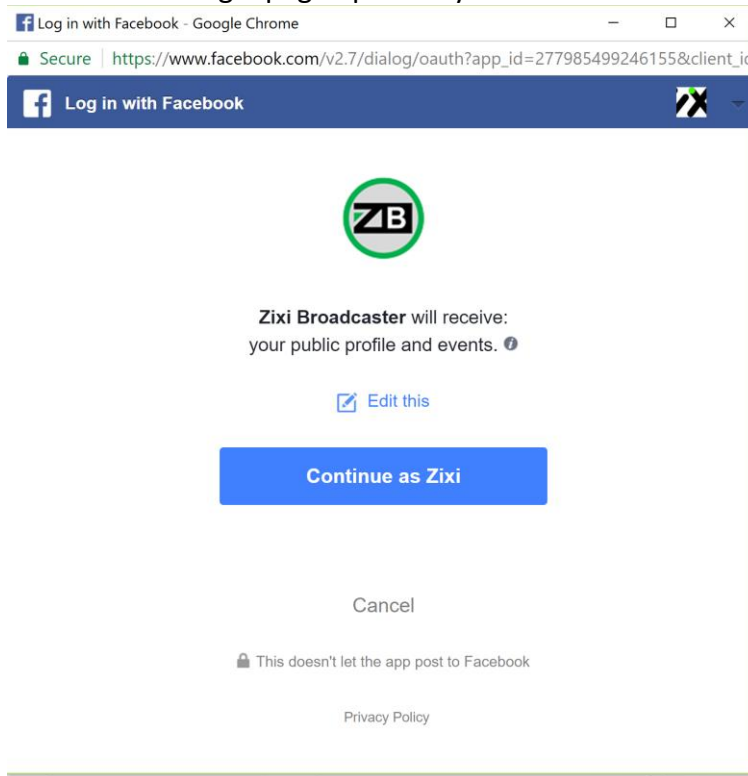 Log in with Facebook - Google Chrome
Secure | https://www.facebook.com/v2.7/dialog/oauth?app_id=277985499246155&client_ic
Log in with Facebook
ZB
Zixi Broadcaster will receive:
your public profile and events.
Edit this
Continue as Zixi
Cancel
This doesn't let the app post to Facebook
Privacy Policy